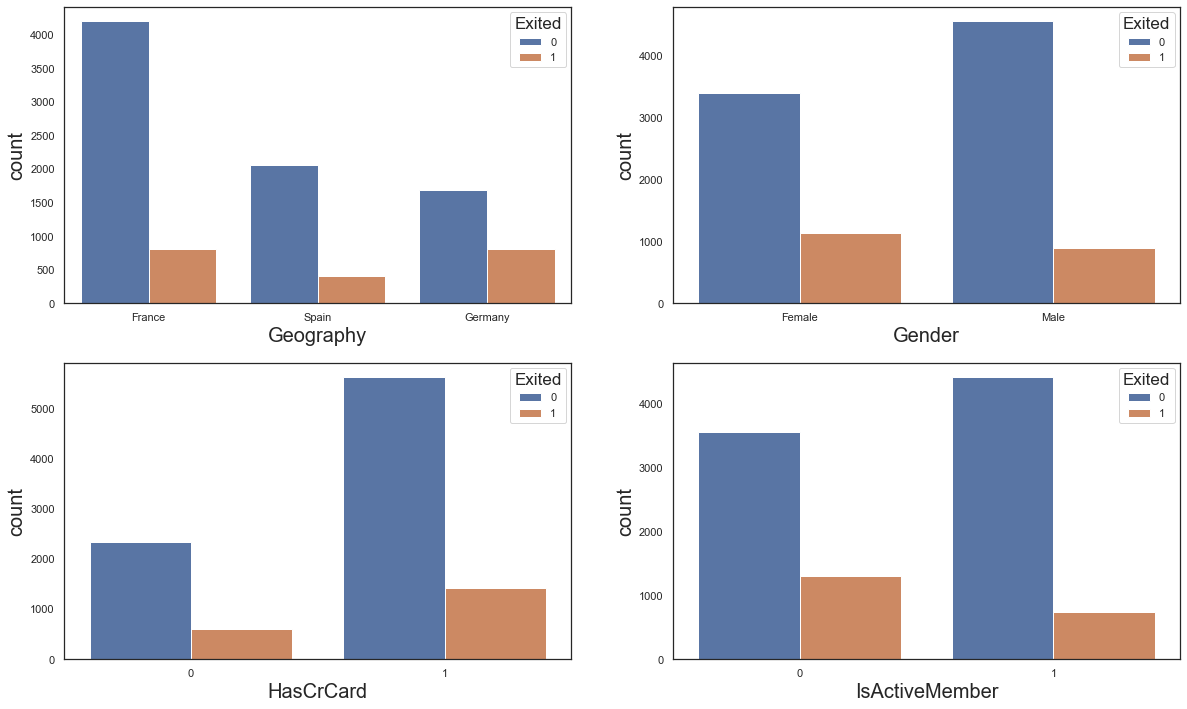 Exited
0
1
4000
3500
3000
2500
2000
1500
1000
500
0
count
France
Spain
Germany
Geography
Exited
0
1
4000
3000
2000
1000
0
count
Female
Male
Gender
Exited
0
1
5000
4000
3000
2000
1000
0
count
0
1
HasCrCard
Exited
0
1
4000
3000
2000
1000
0
count
0
1
IsActiveMember